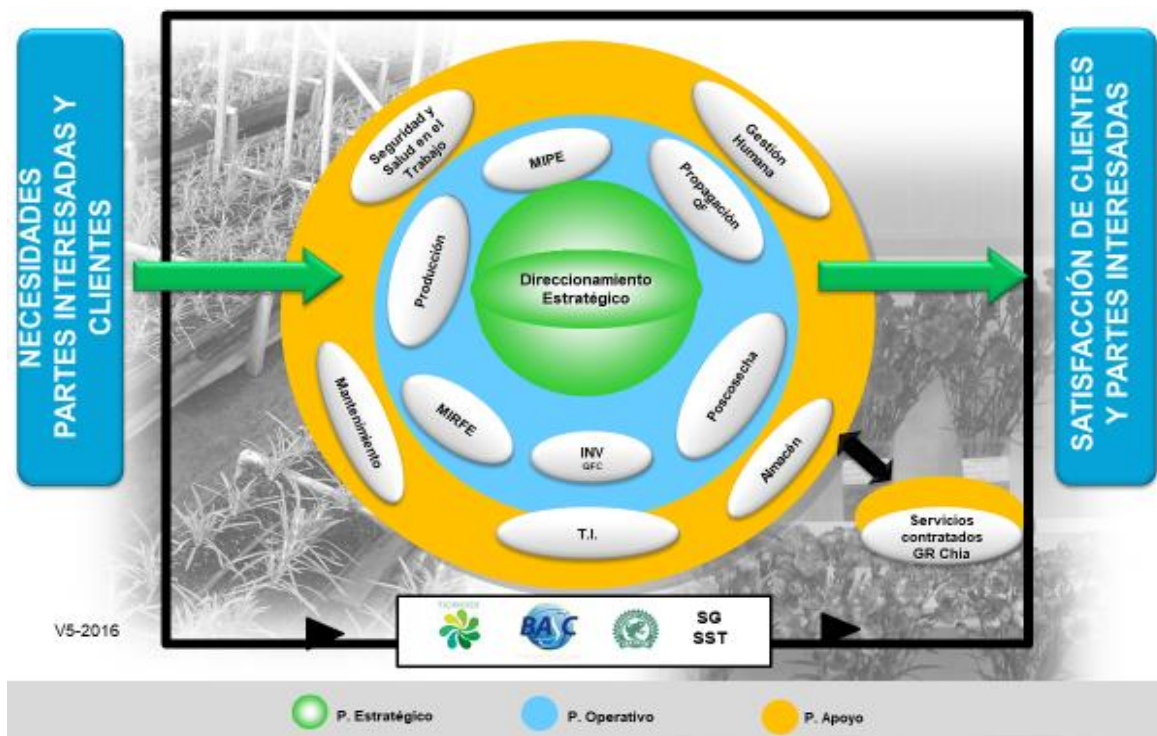 NECESIDADES
PARTES INTERESADAS Y
CLIENTES
Seguridad y
Salud en el
Trabajo
MIPE
Gestión
Humana
Propagación
QF
Producción
Direccionamiento
Estratégico
SATISFACCIÓN DE CLIENTES
Y PARTES INTERESADAS
Mantenimiento
MIRFE
INV
QFC
Poscosecha
Almacén
T.I.
Servicios
contratados
GR Chia
V5-2016
BASC
SG
SST
P. Estratégico
P. Operativo
P. Apoyo